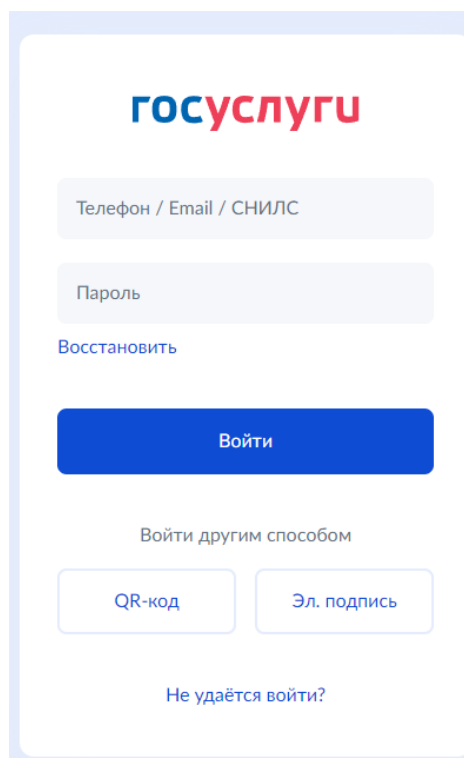 госуслуги
Телефон / Email / СНИЛС
Пароль
Восстановить
Войти
Войти другим способом
QR-код Эл. подпись
Не удаётся войти?